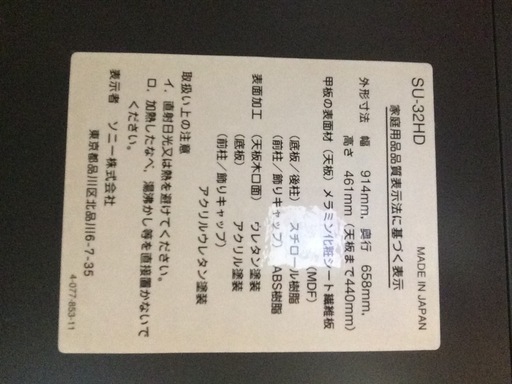 SU-32HD MADE IN JAPAN
家庭用品品質表示法に基づく表示
外形寸法 幅 914mm、奥行 658mm、
高さ 461mm(天板まで440mm)
甲板の表面材(天板)メラミン化粧シート繊維板
(MDF)
(底板/後柱) スチロール樹脂
(前柱/飾りキャップ) ABS樹脂
表面加工 (天板木口面) ウレタン塗装
(底板) アクリル塗装
(前柱/飾りキャップ)
アクリルウレタン塗装
取扱い上の注意
イ.直射日光又は熱を避けてください。
ロ.加熱したなべ、湯沸かし等を直接置かないで
ください。
表示者 ソニー株式会社
東京都品川区北品川6-7-35
4-077-853-11